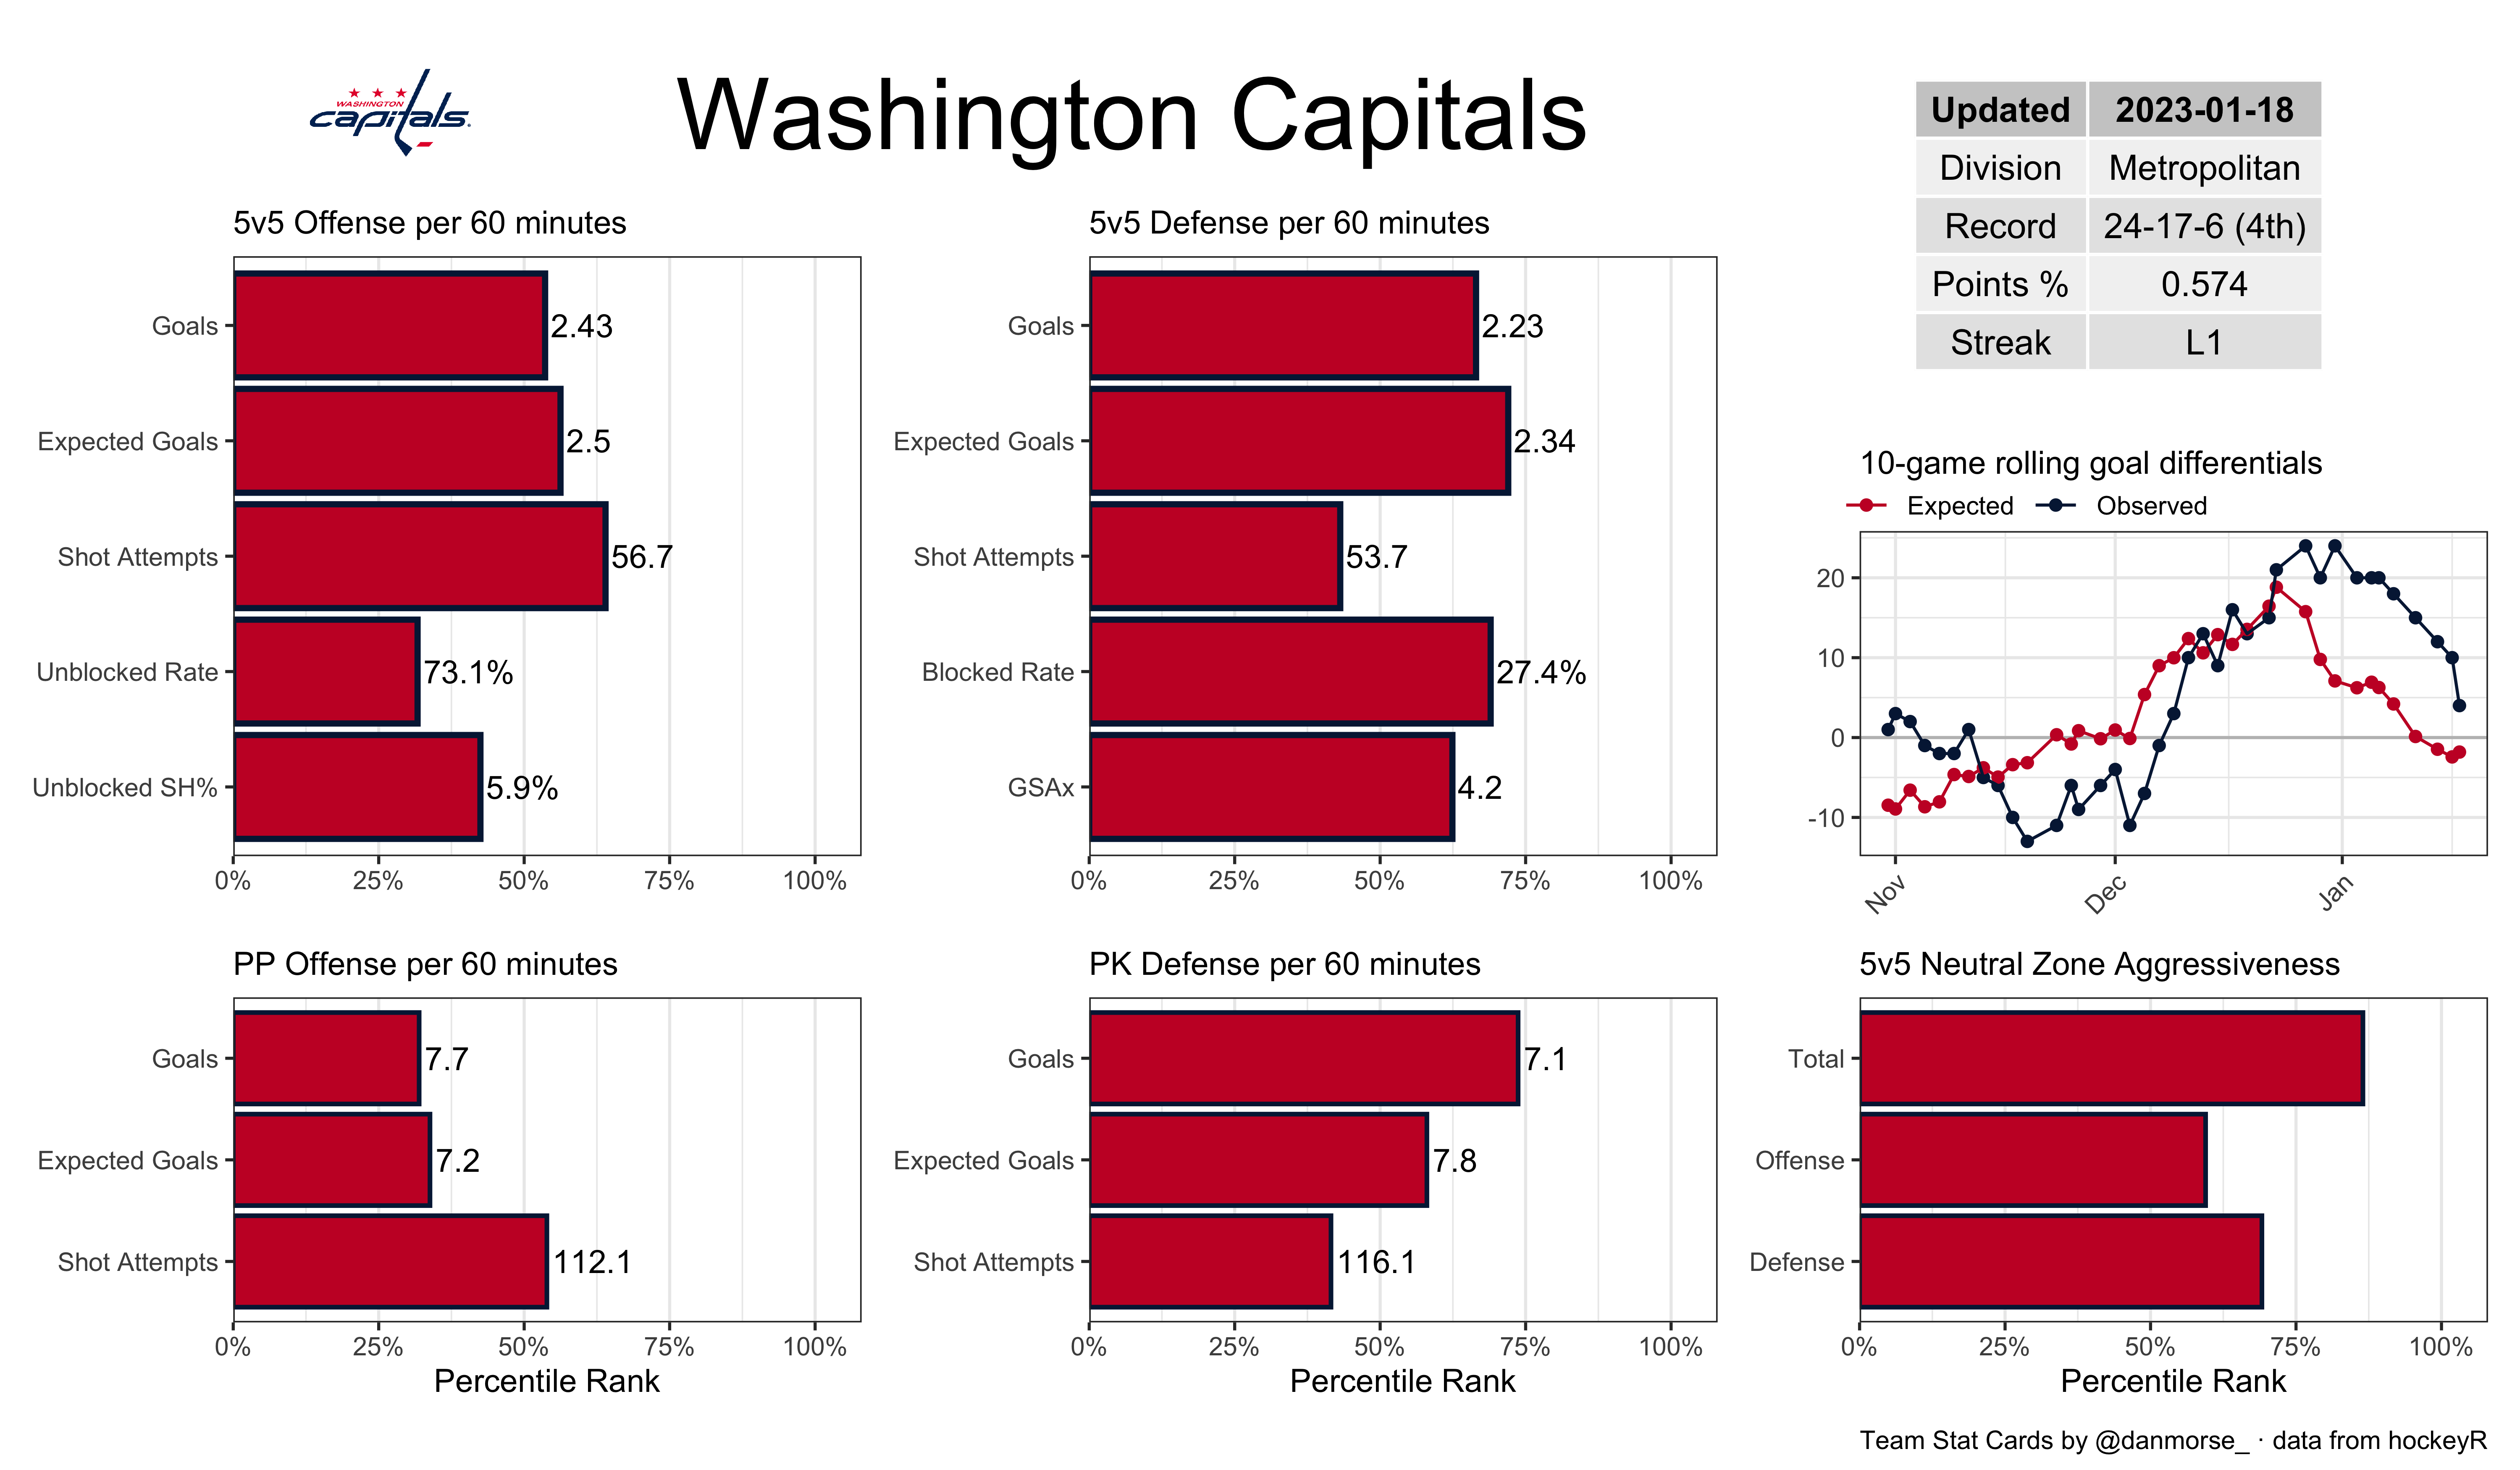 WASHINGTON
capitals
Washington Capitals
Updated 2023-01-18
Division Metropolitan
Record 24-17-6 (4th)
Points % 0.574
Streak L1
5v5 Offense per 60 minutes
Goals 2.43
Expected Goals 2.5
Shot Attempts 56.7
Unblocked Rate 73.1%
Unblocked SH% 5.9%
0% 25% 50% 75% 100%
5v5 Defense per 60 minutes
Goals 2.23
Expected Goals 2.34
Shot Attempts 53.7
Blocked Rate 27.4%
GSAx 4.2
0% 25% 50% 75% 100%
10-game rolling goal differentials
Expected Observed
20
10
0
-10
Nov Dec Jan
PP Offense per 60 minutes
Goals 7.7
Expected Goals 7.2
Shot Attempts 112.1
0% 25% 50% 75% 100%
Percentile Rank
PK Defense per 60 minutes
Goals 7.1
Expected Goals 7.8
Shot Attempts 116.1
0% 25% 50% 75% 100%
Percentile Rank
5v5 Neutral Zone Aggressiveness
Total
Offense
Defense
0% 25% 50% 75% 100%
Percentile Rank
Team Stat Cards by @danmorse_ · data from hockeyR